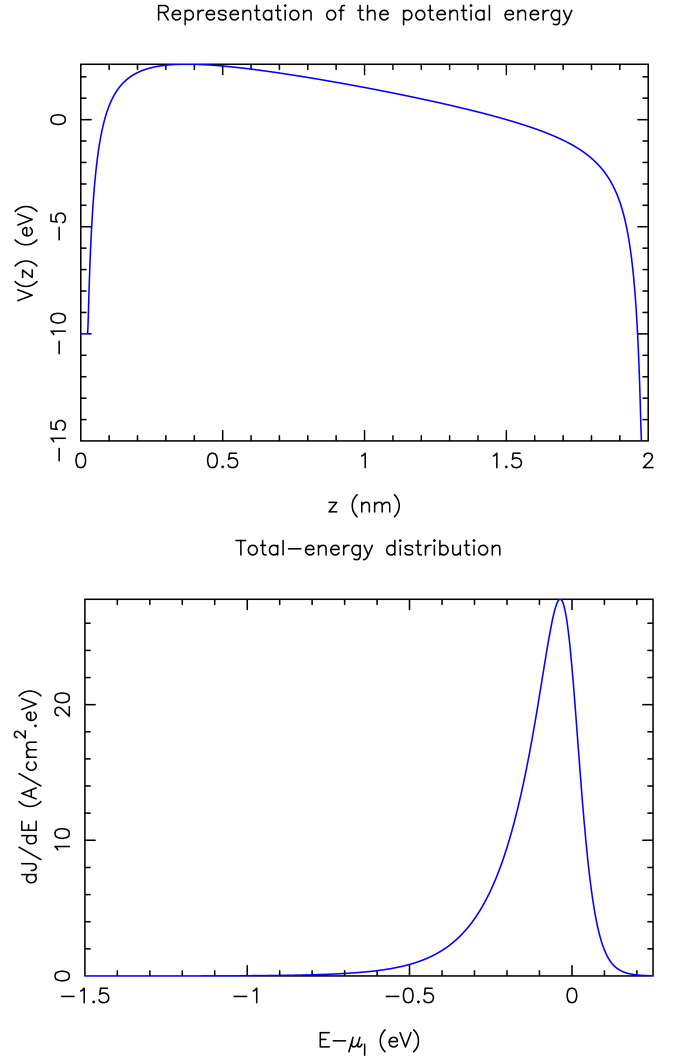 Representation of the potential energy
V(z) (eV)
0
−5
−10
−15
0
0.5
1
1.5
2
z (nm)
Total−energy distribution
dJ/dE (A/cm².eV)
20
10
0
−1.5
−1
−0.5
0
E−μ_I (eV)